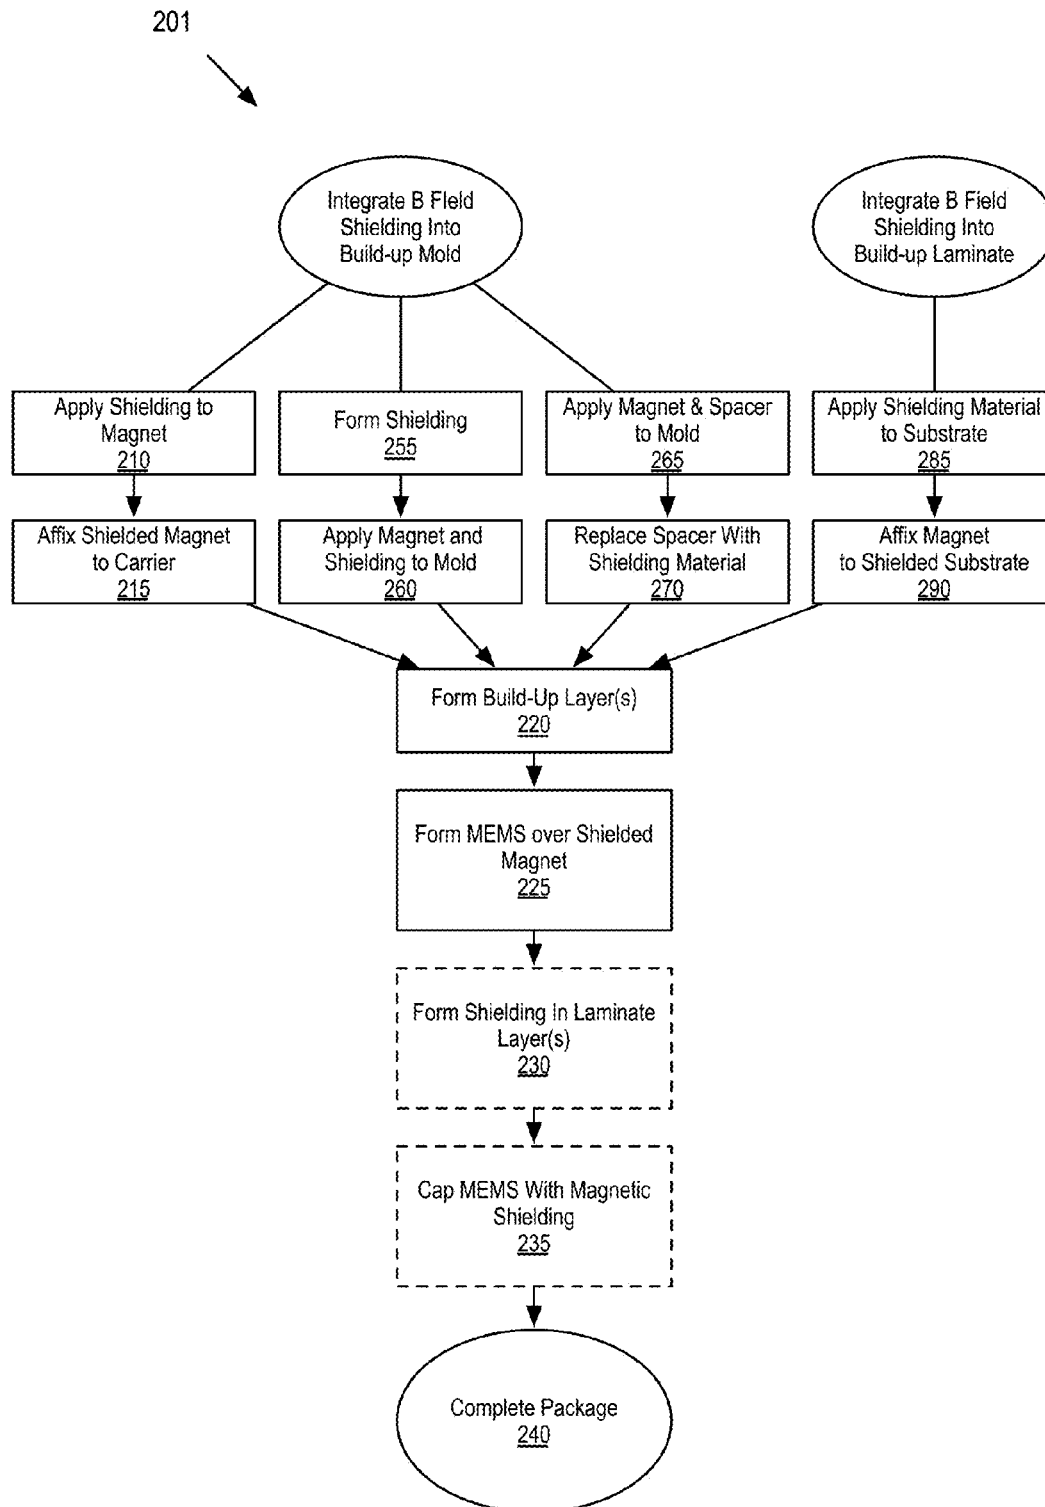 201
Integrate B Field
Shielding Into
Build-up Mold
Integrate B Field
Shielding Into
Build-up Laminate
Apply Shielding to
Magnet
210
Form Shielding
255
Apply Magnet & Spacer
to Mold
265
Apply Shielding Material
to Substrate
285
Affix Shielded Magnet
to Carrier
215
Apply Magnet and
Shielding to Mold
260
Replace Spacer With
Shielding Material
270
Affix Magnet
to Shielded Substrate
290
Form Build-Up Layer(s)
220
Form MEMS over Shielded
Magnet
225
Form Shielding In Laminate
Layer(s)
230
Cap MEMS With Magnetic
Shielding
235
Complete Package
240